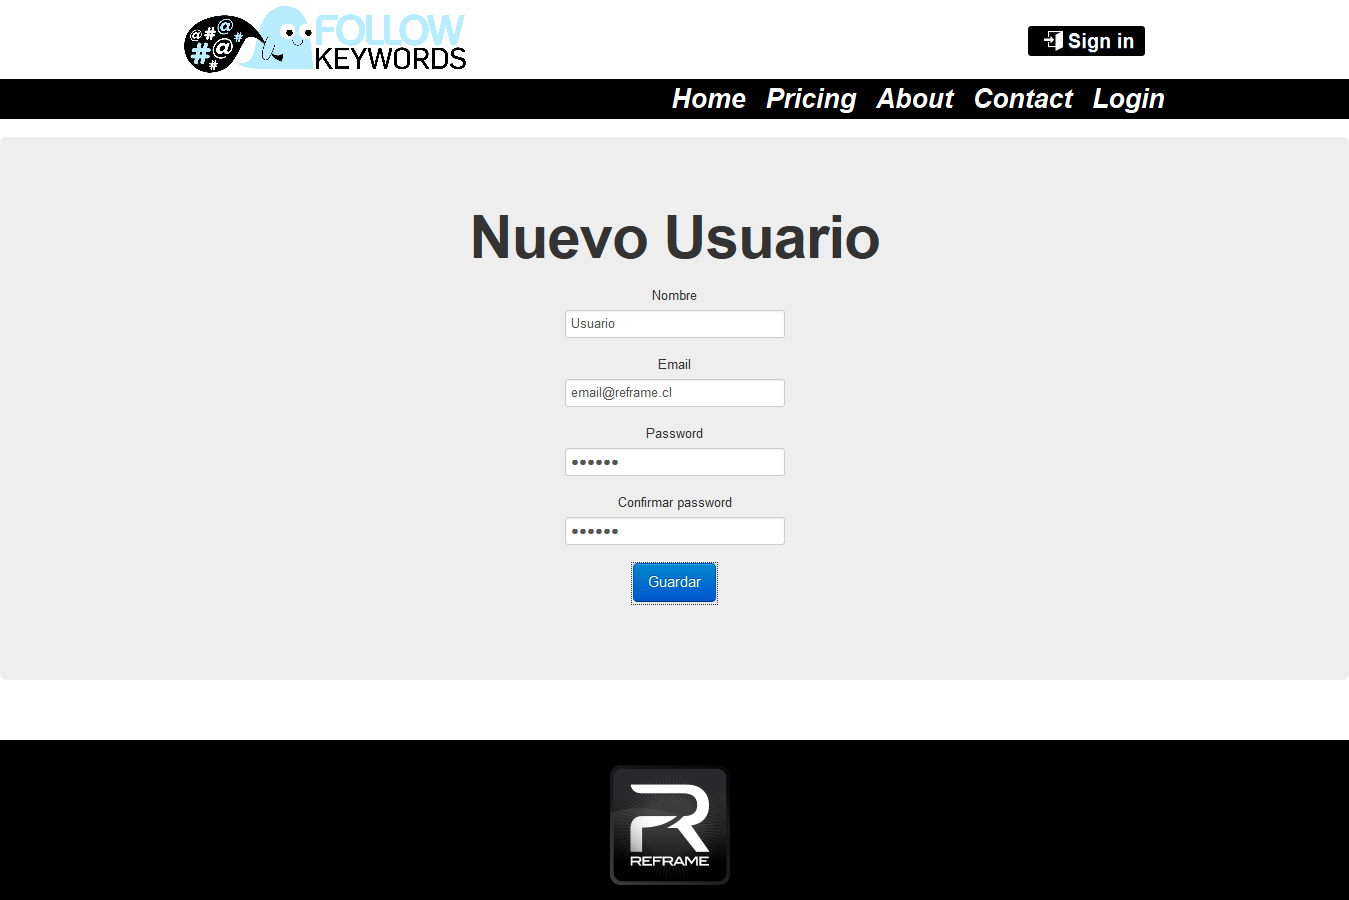 FOLLOW
KEYWORDS
Sign in
Home Pricing About Contact Login
Nuevo Usuario
Nombre
Usuario
Email
email@reframe.cl
Password
••••••
Confirmar password
••••••
Guardar
REFRAME